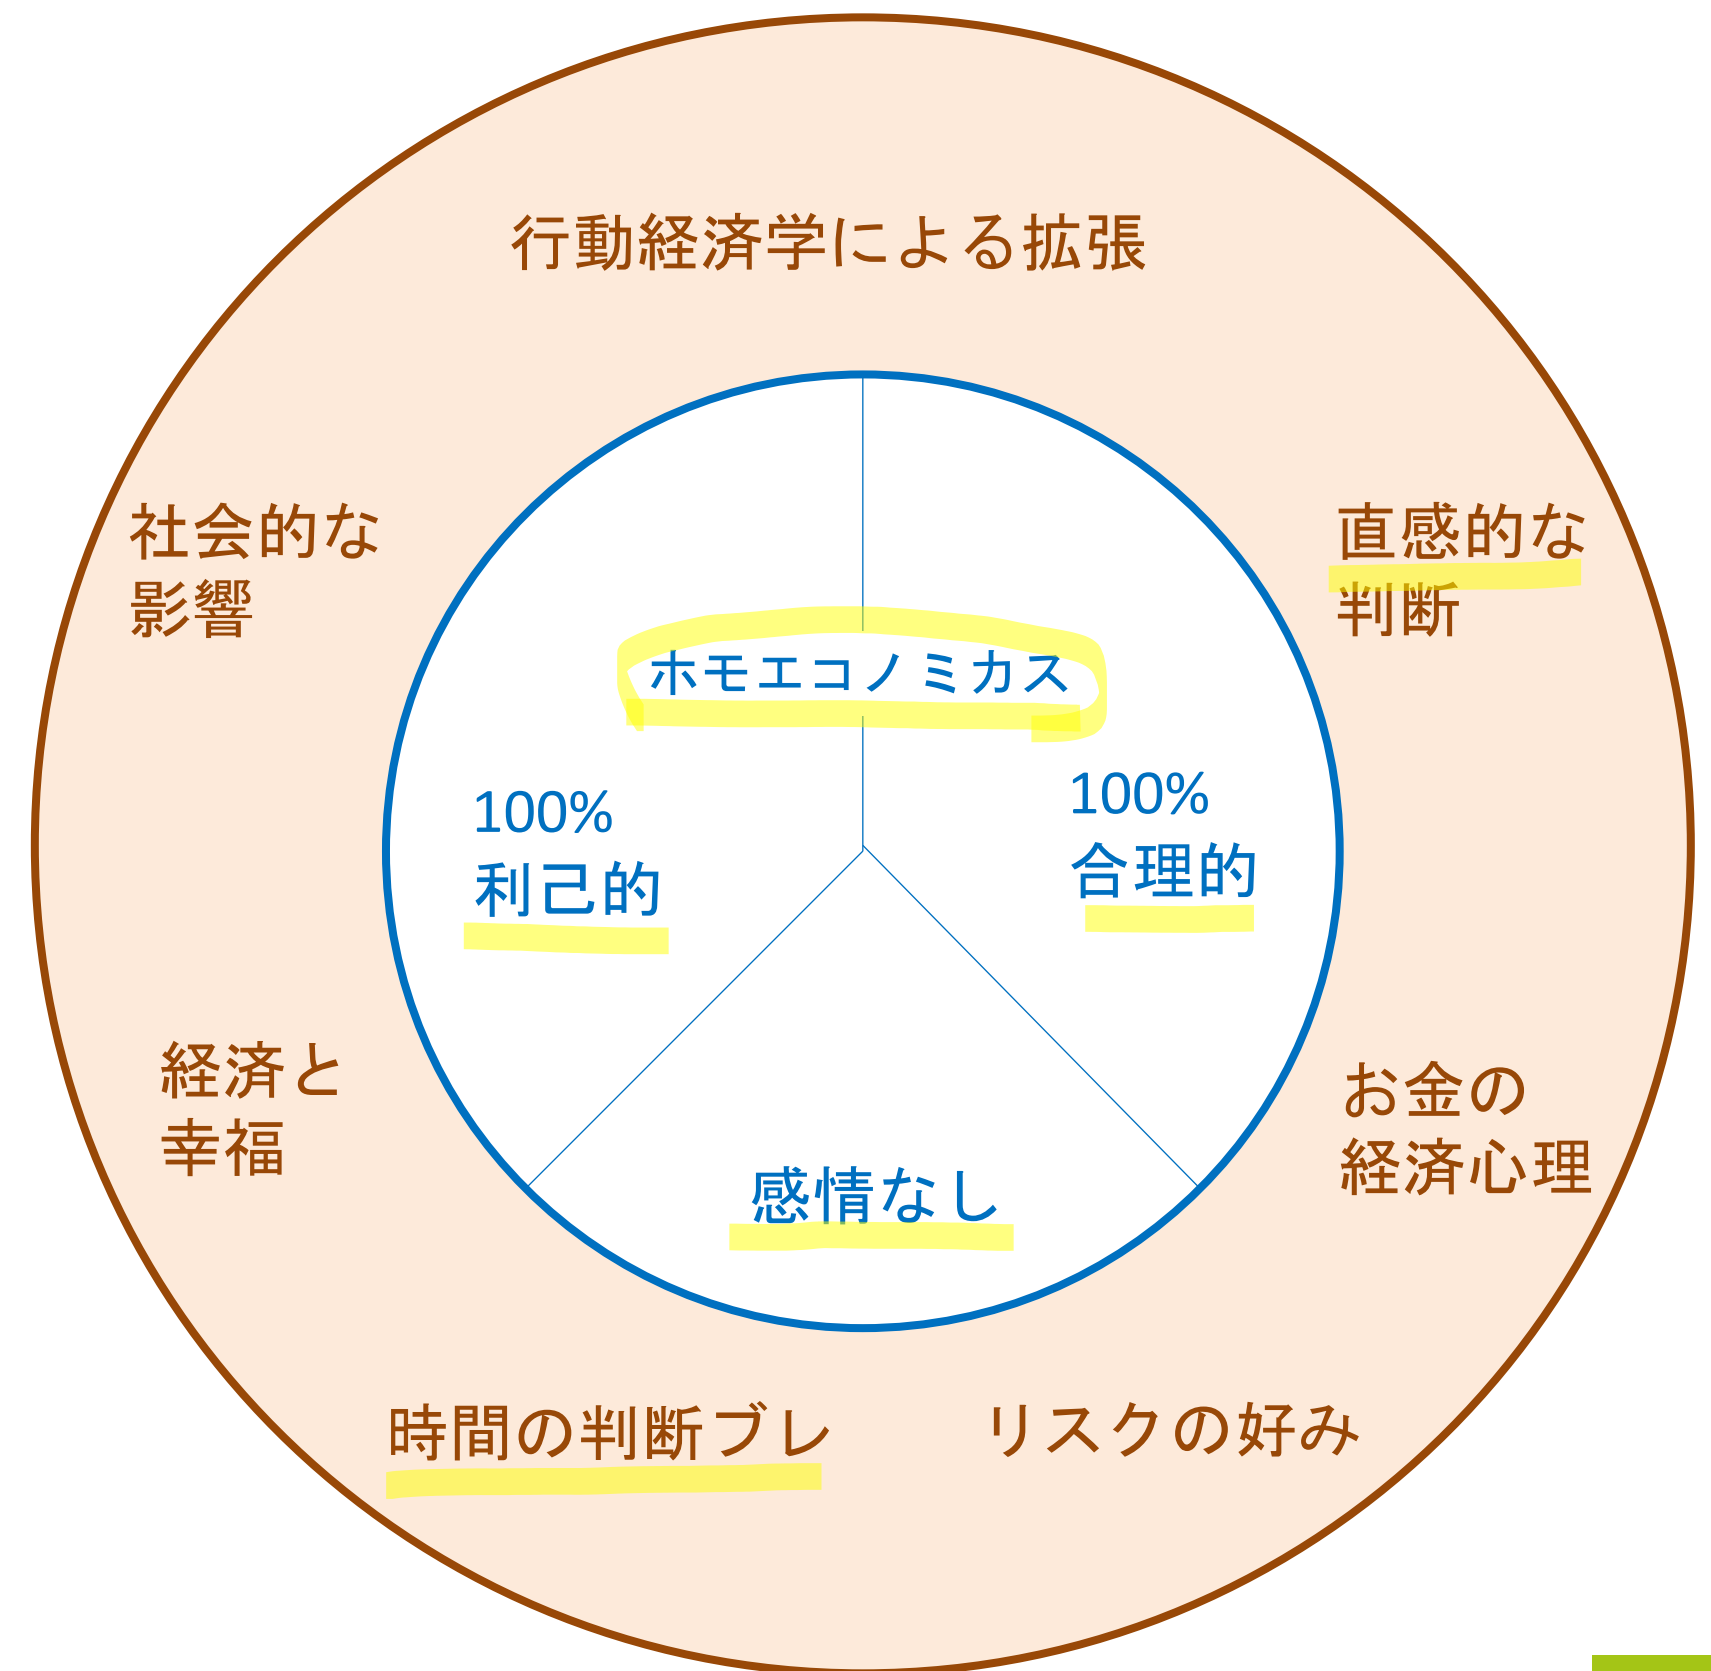 行動経済学による拡張
社会的な
影響
直感的な
判断
ホモエコノミカス
100%
利己的
100%
合理的
経済と
幸福
お金の
経済心理
感情なし
時間の判断ブレ
リスクの好み